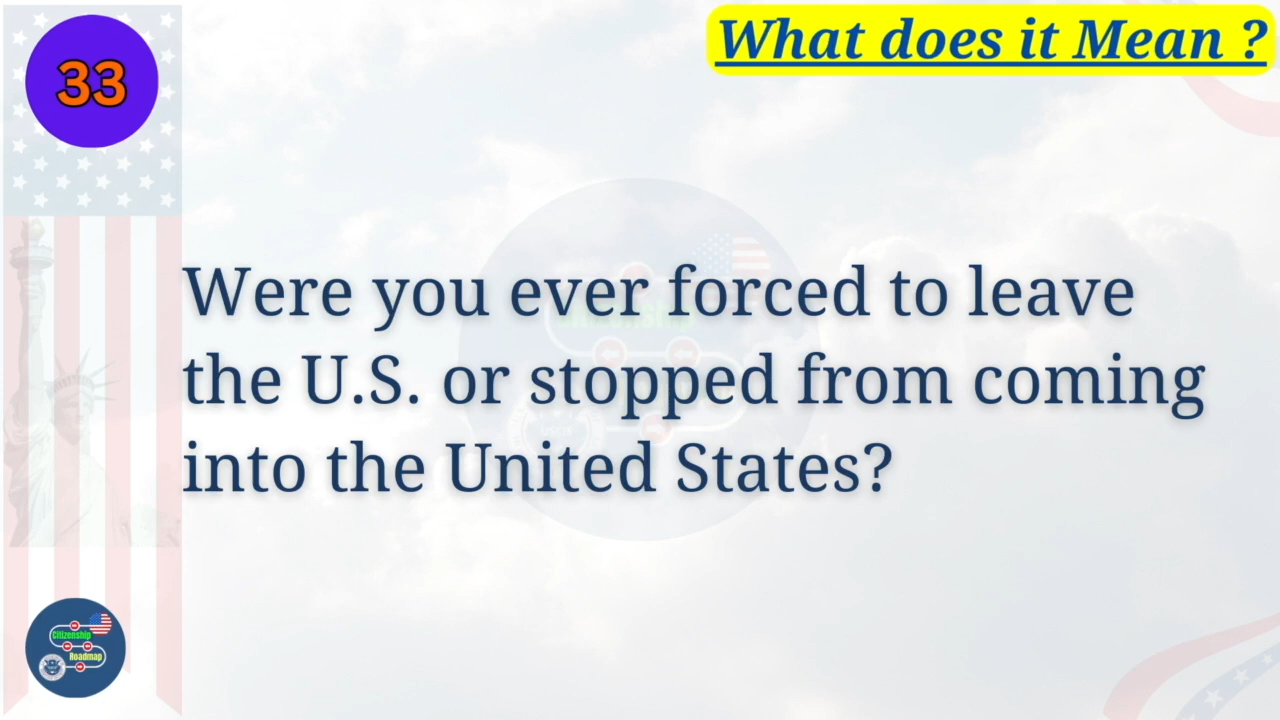 33
What does it Mean ?
Were you ever forced to leave
the U.S. or stopped from coming
into the United States?
Citizenship
Roadmap